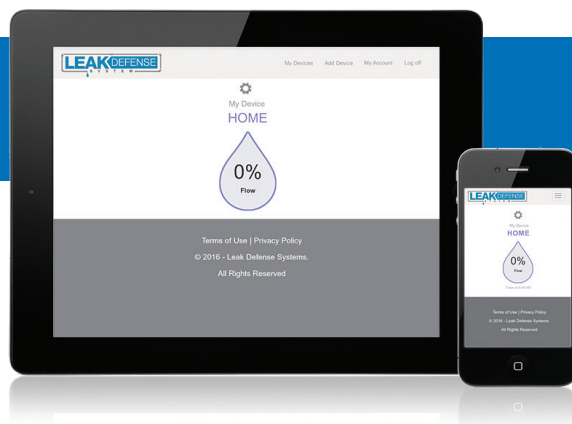 LEAK DEFENSE
SYSTEM
My Devices Add Device My Account Log off
My Device
HOME
0%
Flow
Terms of Use | Privacy Policy
© 2016 - Leak Defense Systems.
All Rights Reserved
LEAK DEFENSE
SYSTEM
My Device
HOME
0%
Flow
Terms of Use | Privacy Policy
© 2016 - Leak Defense Systems.
All Rights Reserved